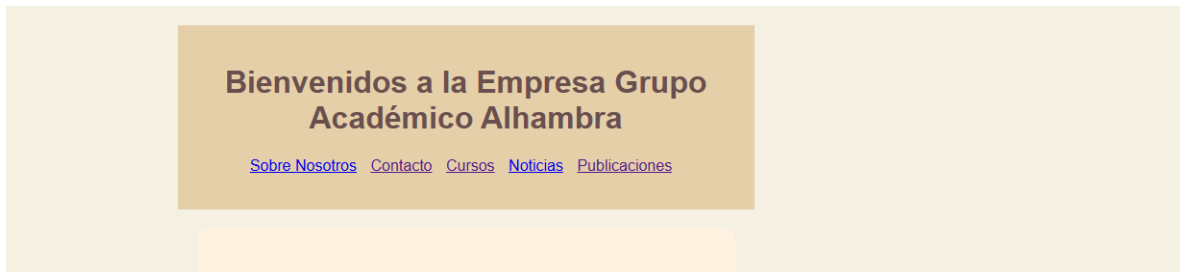 Bienvenidos a la Empresa Grupo
Académico Alhambra
Sobre Nosotros Contacto Cursos Noticias Publicaciones